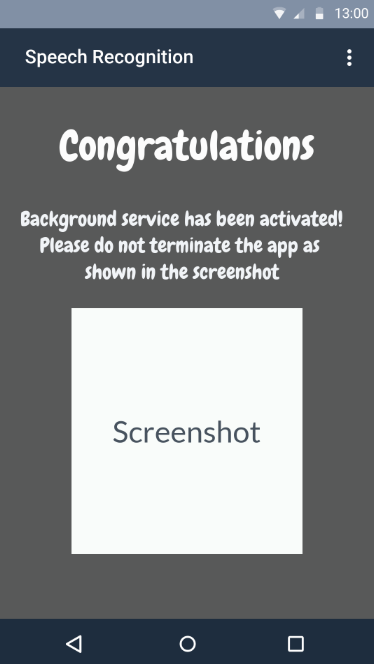 13:00
Speech Recognition
Congratulations
Background service has been activated!
Please do not terminate the app as
shown in the screenshot
Screenshot